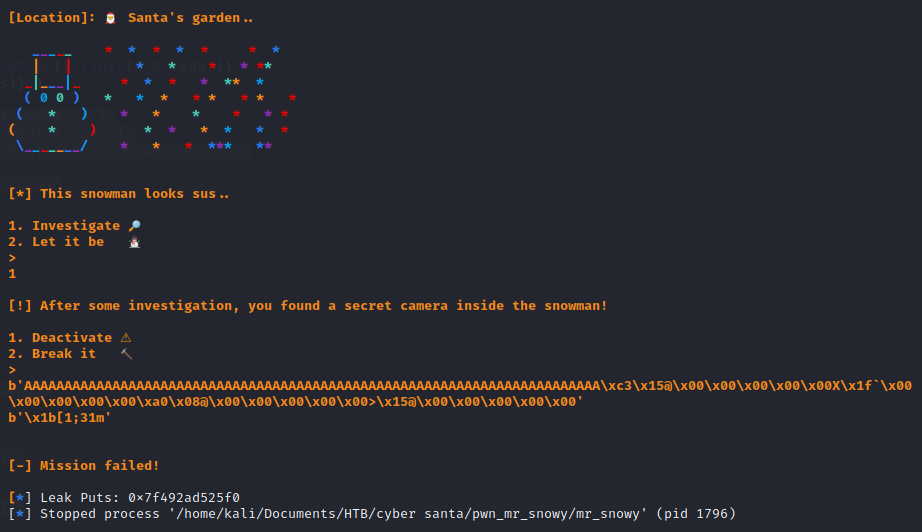 [Location]: 🎅 Santa's garden..
[*] This snowman looks sus..
1. Investigate 🔎
2. Let it be ⛄
>
1
[!] After some investigation, you found a secret camera inside the snowman!
1. Deactivate ⚠
2. Break it 🔨
>
b'AAAAAAAAAAAAAAAAAAAAAAAAAAAAAAAAAAAAAAAAAAAAAAAAAAAAAAAAAAAAAAAAAAAAAAAA\xc3\x15@\x00\x00\x00\x00\x00X\x1f`\x00
\x00\x00\x00\x00\x00\xa0\x08@\x00\x00\x00\x00\x00>\x15@\x00\x00\x00\x00\x00'
b'\x1b[1;31m'
[-] Mission failed!
[*] Leak Puts: 0×7f492ad525f0
[*] Stopped process '/home/kali/Documents/HTB/cyber santa/pwn_mr_snowy/mr_snowy' (pid 1796)